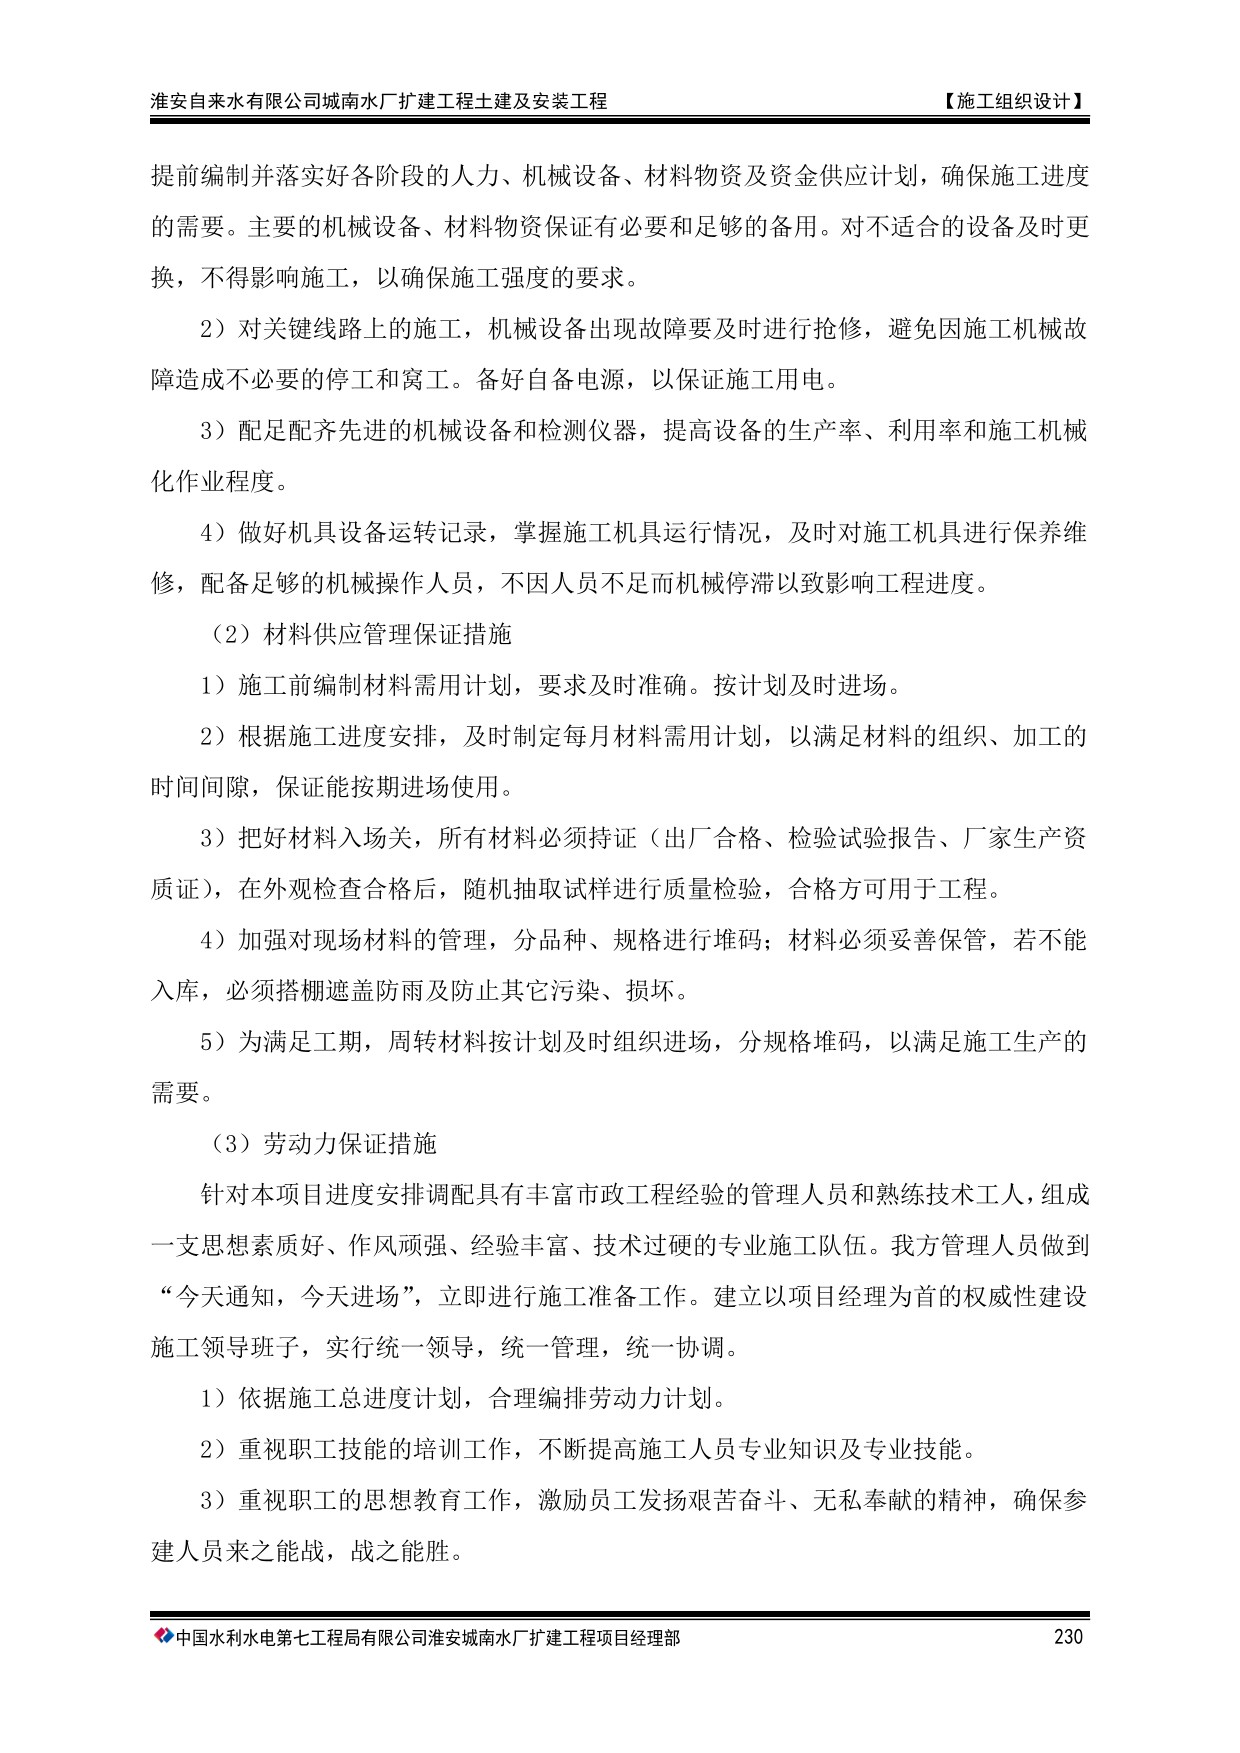 淮安自来水有限公司城南水厂扩建工程土建及安装工程 【施工组织设计】
提前编制并落实好各阶段的人力、机械设备、材料物资及资金供应计划，确保施工进度
的需要。主要的机械设备、材料物资保证有必要和足够的备用。对不适合的设备及时更
换，不得影响施工，以确保施工强度的要求。
2）对关键线路上的施工，机械设备出现故障要及时进行抢修，避免因施工机械故
障造成不必要的停工和窝工。备好自备电源，以保证施工用电。
3）配足配齐先进的机械设备和检测仪器，提高设备的生产率、利用率和施工机械
化作业程度。
4）做好机具设备运转记录，掌握施工机具运行情况，及时对施工机具进行保养维
修，配备足够的机械操作人员，不因人员不足而机械停滞以致影响工程进度。
（2）材料供应管理保证措施
1）施工前编制材料需用计划，要求及时准确。按计划及时进场。
2）根据施工进度安排，及时制定每月材料需用计划，以满足材料的组织、加工的
时间间隙，保证能按期进场使用。
3）把好材料入场关，所有材料必须持证（出厂合格、检验试验报告、厂家生产资
质证），在外观检查合格后，随机抽取试样进行质量检验，合格方可用于工程。
4）加强对现场材料的管理，分品种、规格进行堆码；材料必须妥善保管，若不能
入库，必须搭棚遮盖防雨及防止其它污染、损坏。
5）为满足工期，周转材料按计划及时组织进场，分规格堆码，以满足施工生产的
需要。
（3）劳动力保证措施
针对本项目进度安排调配具有丰富市政工程经验的管理人员和熟练技术工人，组成
一支思想素质好、作风顽强、经验丰富、技术过硬的专业施工队伍。我方管理人员做到
“今天通知，今天进场”，立即进行施工准备工作。建立以项目经理为首的权威性建设
施工领导班子，实行统一领导，统一管理，统一协调。
1）依据施工总进度计划，合理编排劳动力计划。
2）重视职工技能的培训工作，不断提高施工人员专业知识及专业技能。
3）重视职工的思想教育工作，激励员工发扬艰苦奋斗、无私奉献的精神，确保参
建人员来之能战，战之能胜。
中国水利水电第七工程局有限公司淮安城南水厂扩建工程项目经理部 230